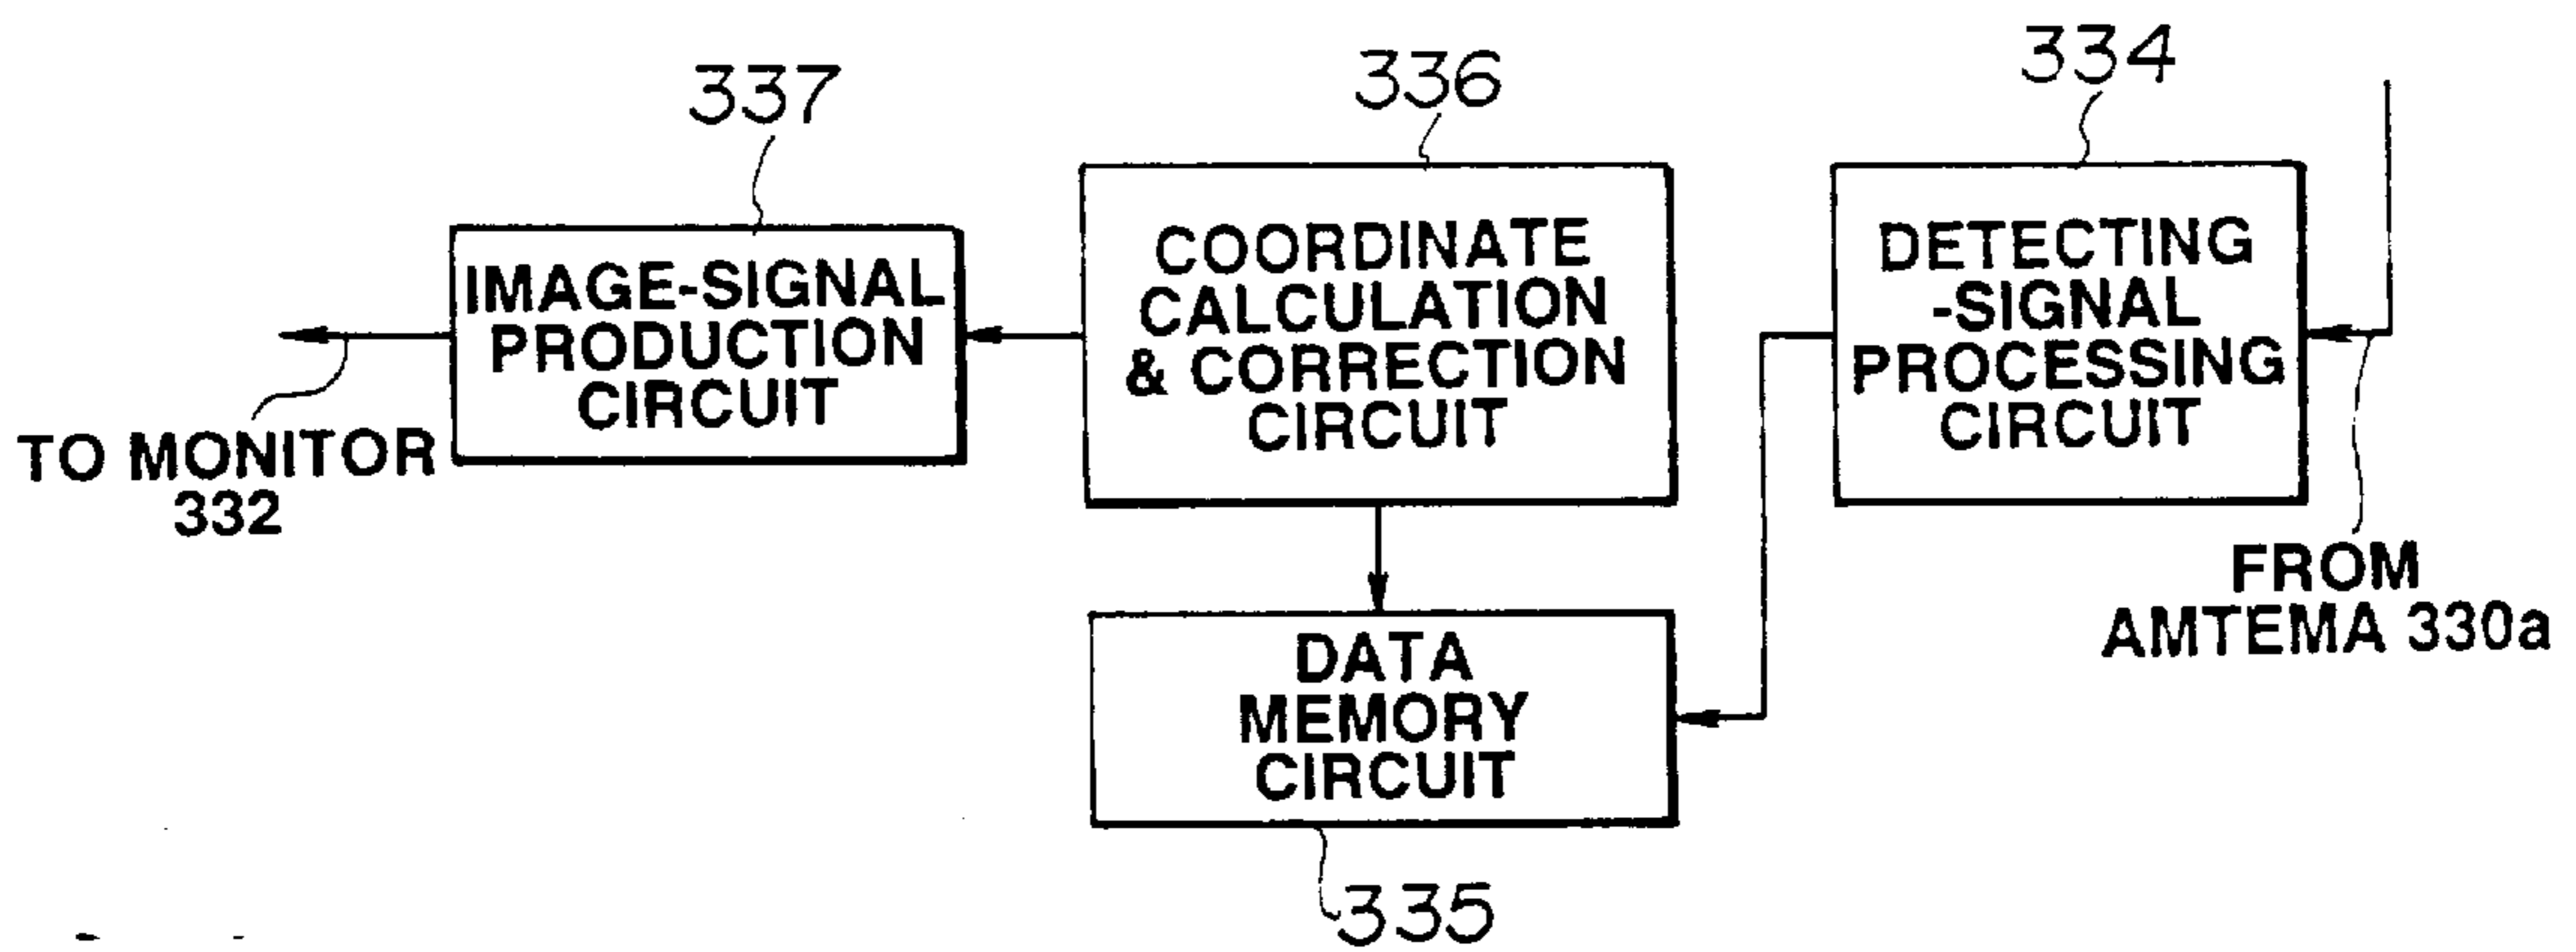 337
336
334
IMAGE-SIGNAL
PRODUCTION
CIRCUIT
COORDINATE
CALCULATION
& CORRECTION
CIRCUIT
DETECTING
-SIGNAL
PROCESSING
CIRCUIT
TO MONITOR
332
FROM
AMTEMA 330a
DATA
MEMORY
CIRCUIT
335